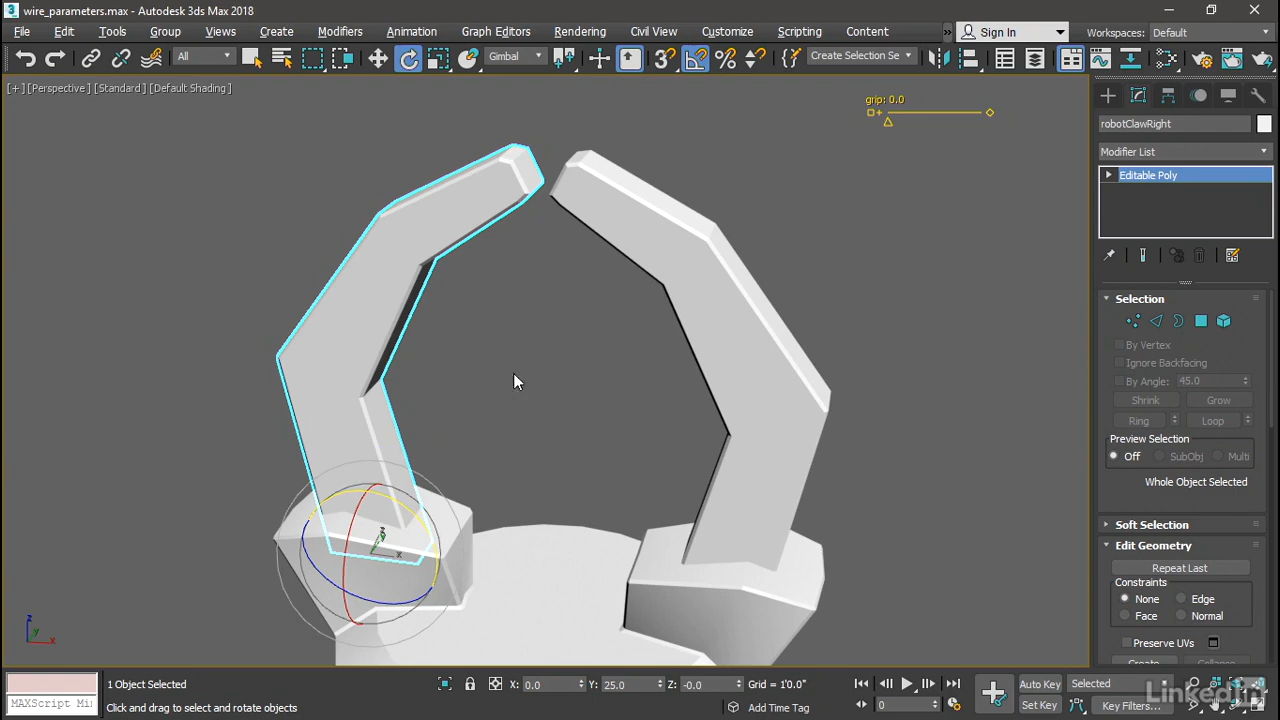 wire_parameters.max - Autodesk 3ds Max 2018
File Edit Tools Group Views Create Modifiers Animation Graph Editors Rendering Civil View Customize Scripting Content » Sign In Workspaces: Default
All Gimbal Create Selection Se
[+] [Perspective] [Standard] [Default Shading]
grip: 0.0
robotClawRight
Modifier List
Editable Poly
Selection
By Vertex
Ignore Backfacing
By Angle: 45.0
Shrink Grow
Ring Loop
Preview Selection
Off SubObj Multi
Whole Object Selected
Soft Selection
Edit Geometry
Repeat Last
Constraints
None Edge
Face Normal
Preserve UVs
Create Collapse
z
x
z
y
x
1 Object Selected X: 0.0 Y: 25.0 Z: -0.0 Grid = 1'0.0" Auto Key Selected
MAXScript Mi Click and drag to select and rotate objects Add Time Tag 0 Set Key Key Filters...
LinkedIn